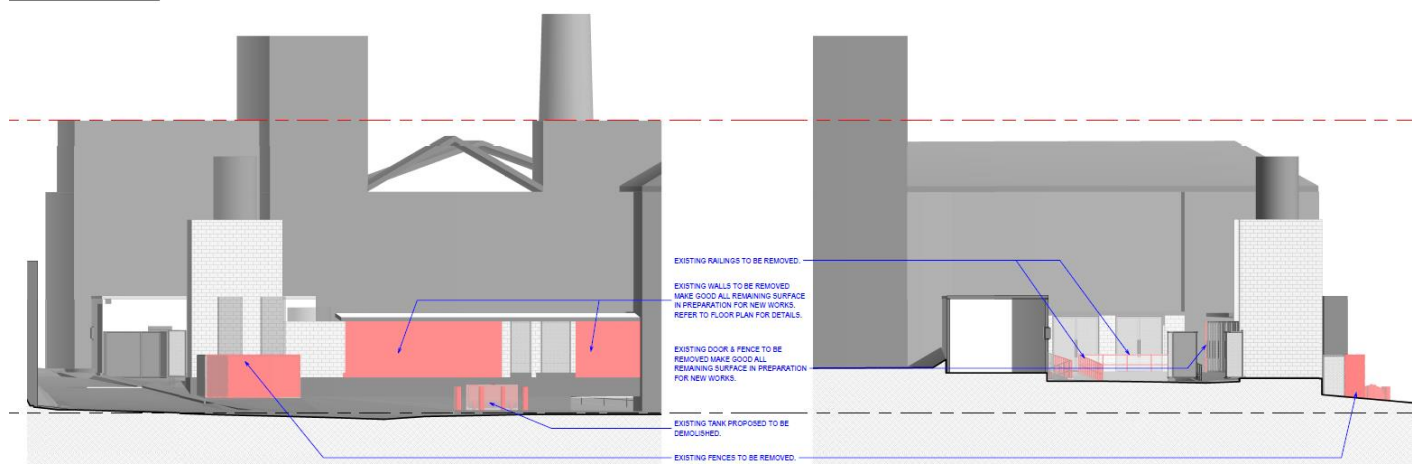 EXISTING RAILINGS TO BE REMOVED.
EXISTING WALLS TO BE REMOVED
MAKE GOOD ALL REMAINING SURFACE
IN PREPARATION FOR NEW WORKS.
REFER TO FLOOR PLAN FOR DETAILS.
EXISTING DOOR & FENCE TO BE
REMOVED MAKE GOOD ALL
REMAINING SURFACE IN PREPARATION
FOR NEW WORKS.
EXISTING TANK PROPOSED TO BE
DEMOLISHED.
EXISTING FENCES TO BE REMOVED.